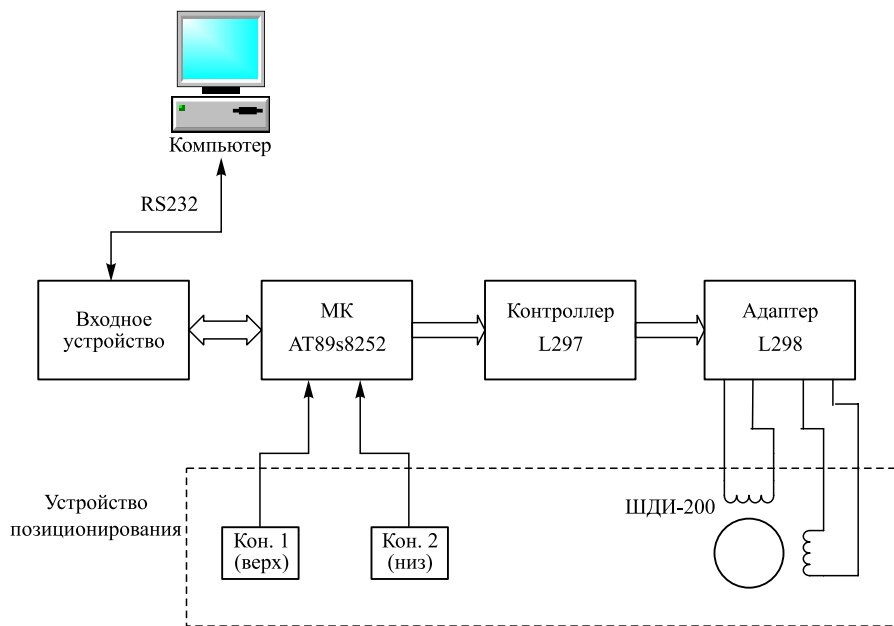 Компьютер
RS232
Входное
устройство
МК
AT89s8252
Контроллер
L297
Адаптер
L298
Устройство
позиционирования
Кон. 1
(верх)
Кон. 2
(низ)
ШДИ-200